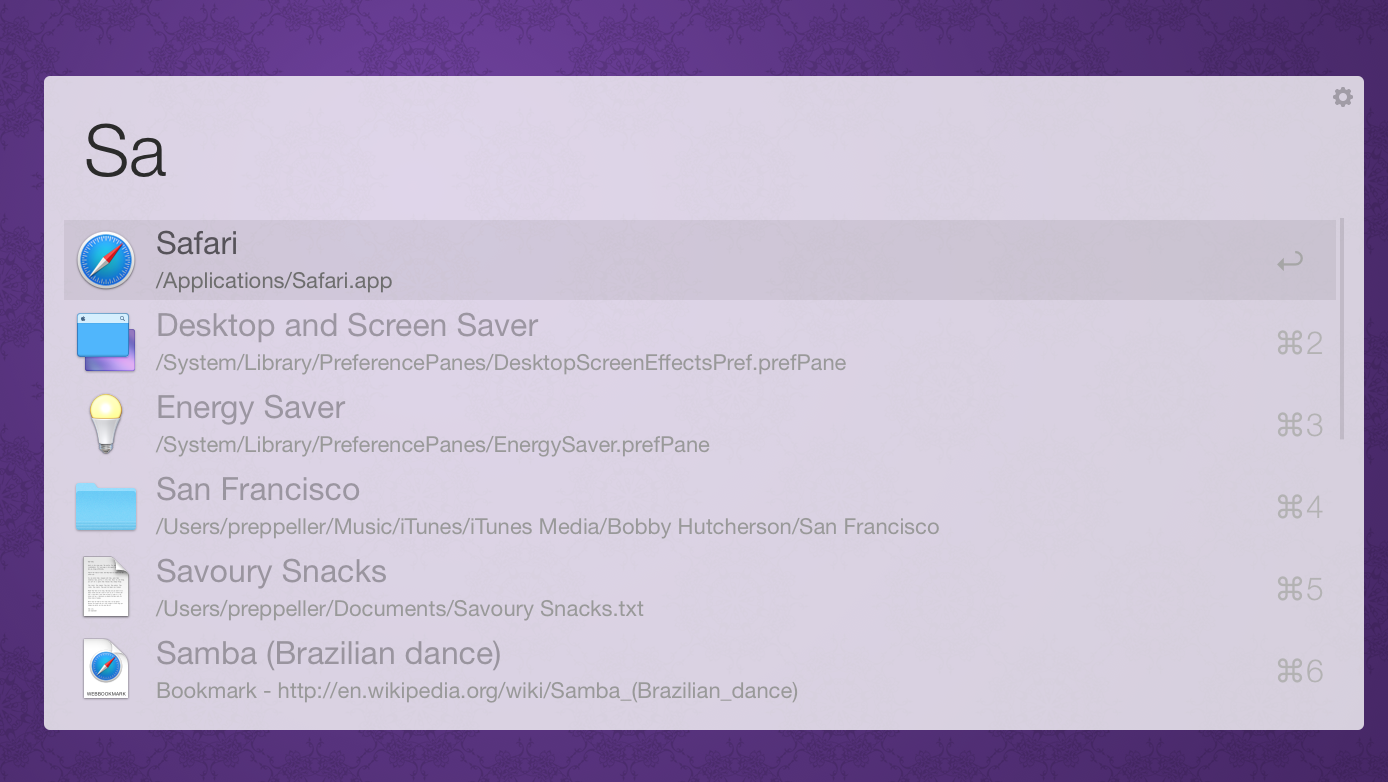 Sa
Safari
/Applications/Safari.app
↩
Desktop and Screen Saver
/System/Library/PreferencePanes/DesktopScreenEffectsPref.prefPane
⌘2
Energy Saver
/System/Library/PreferencePanes/EnergySaver.prefPane
⌘3
San Francisco
/Users/preppeller/Music/iTunes/iTunes Media/Bobby Hutcherson/San Francisco
⌘4
Savoury Snacks
/Users/preppeller/Documents/Savoury Snacks.txt
⌘5
Samba (Brazilian dance)
Bookmark - http://en.wikipedia.org/wiki/Samba_(Brazilian_dance)
⌘6
WEBBOOKMARK